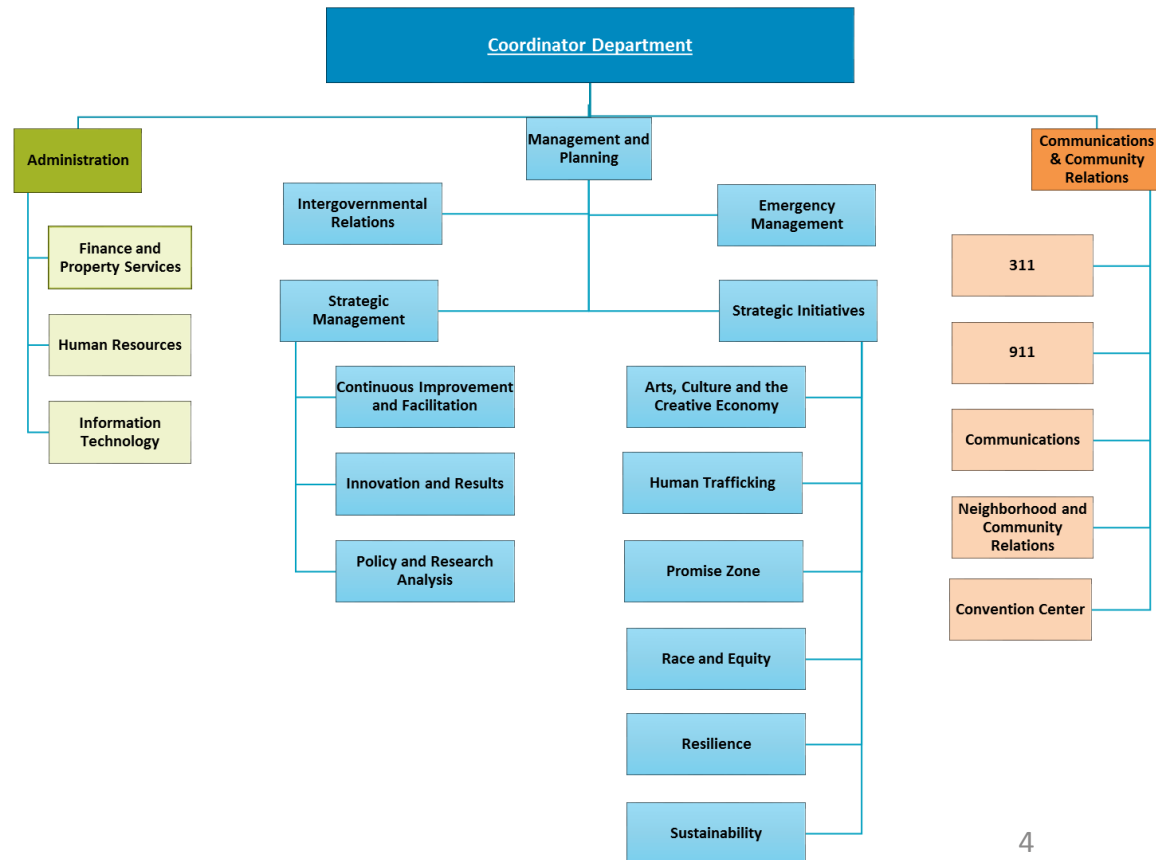 Coordinator Department
Administration
Management and
Planning
Communications
& Community
Relations
Intergovernmental
Relations
Emergency
Management
Finance and
Property Services
311
Strategic
Management
Strategic Initiatives
Human Resources
911
Continuous Improvement
and Facilitation
Arts, Culture and the
Creative Economy
Information
Technology
Communications
Innovation and Results
Human Trafficking
Neighborhood and
Community
Relations
Policy and Research
Analysis
Promise Zone
Convention Center
Race and Equity
Resilience
Sustainability
4